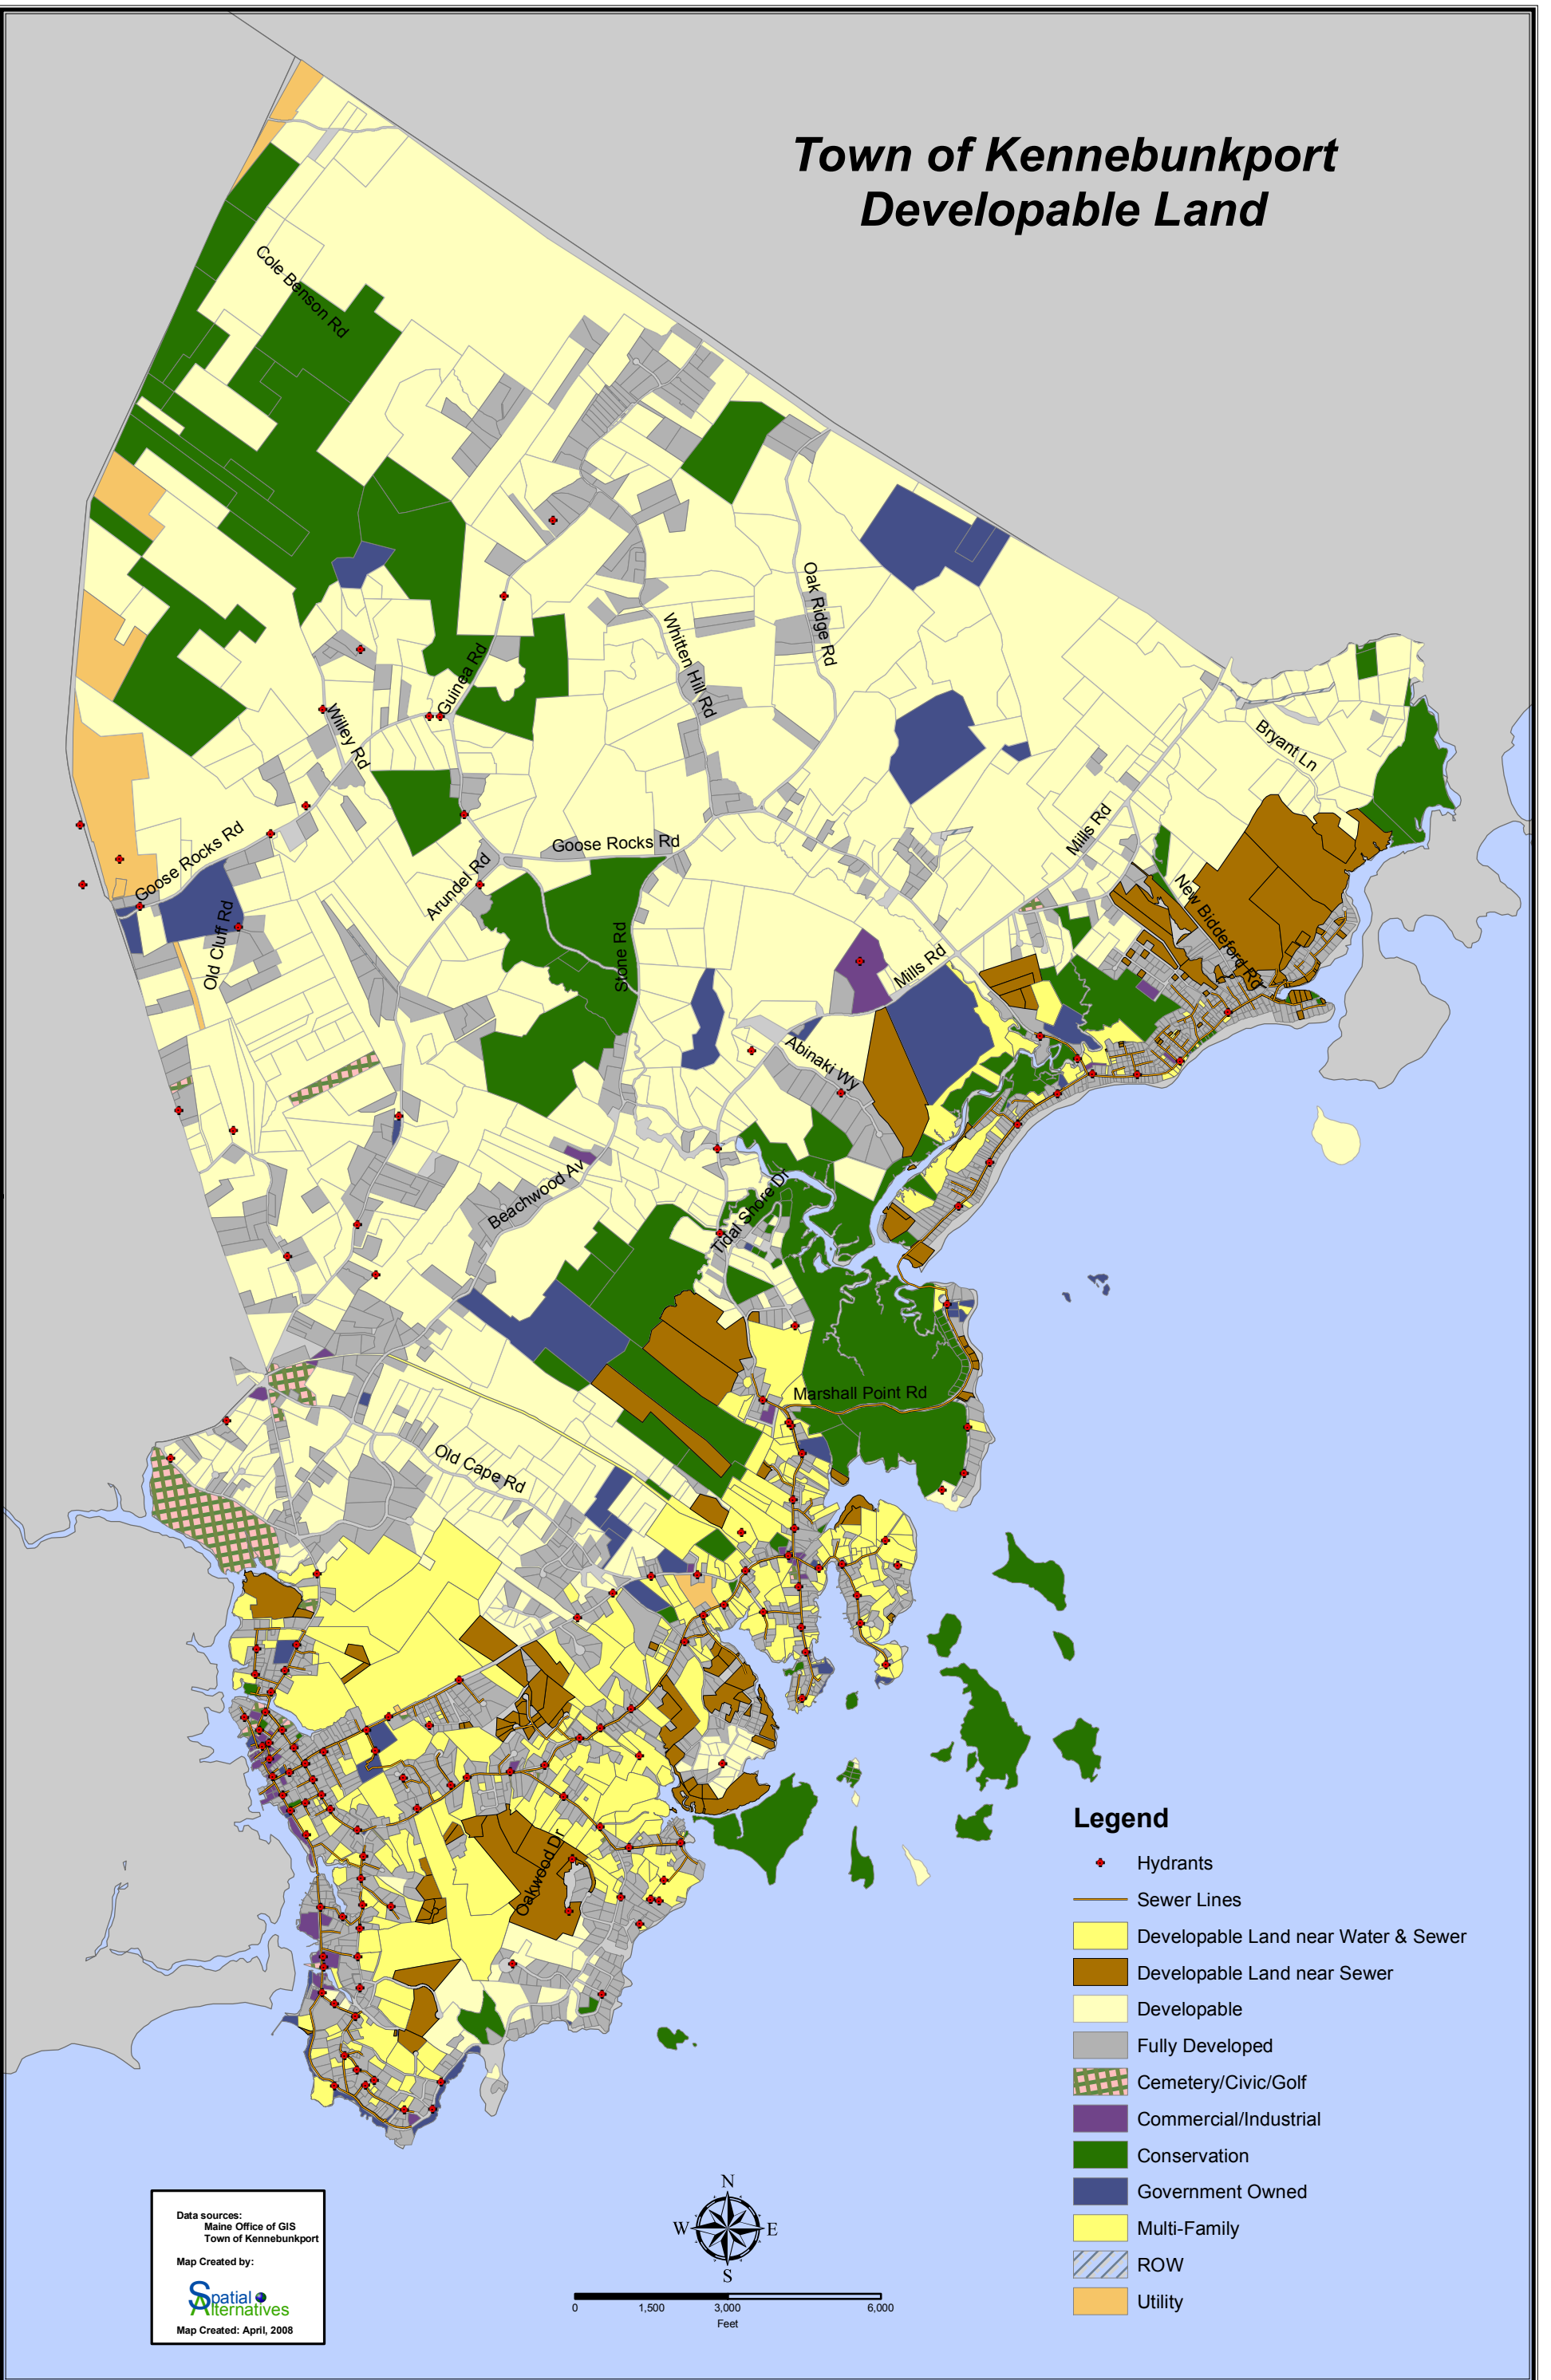 Town of Kennebunkport
Developable Land
Cole Benson Rd
Oak Ridge Rd
Whitten Hill Rd
Guinea Rd
Willey Rd
Bryant Ln
Mills Rd
Goose Rocks Rd
Goose Rocks Rd
Arundel Rd
New Biddeford Rd
Old Cluff Rd
Stone Rd
Mills Rd
Abinaki Wy
Beachwood Av
Tidal Shore Dr
Marshall Point Rd
Old Cape Rd
Oakwood Dr
Legend
Hydrants
Sewer Lines
Developable Land near Water & Sewer
Developable Land near Sewer
Developable
Fully Developed
Cemetery/Civic/Golf
Commercial/Industrial
Conservation
Government Owned
Multi-Family
ROW
Utility
Data sources:
Maine Office of GIS
Town of Kennebunkport
Map Created by:
Spatial
Alternatives
Map Created: April, 2008
N
W
E
S
0 1,500 3,000 6,000
Feet